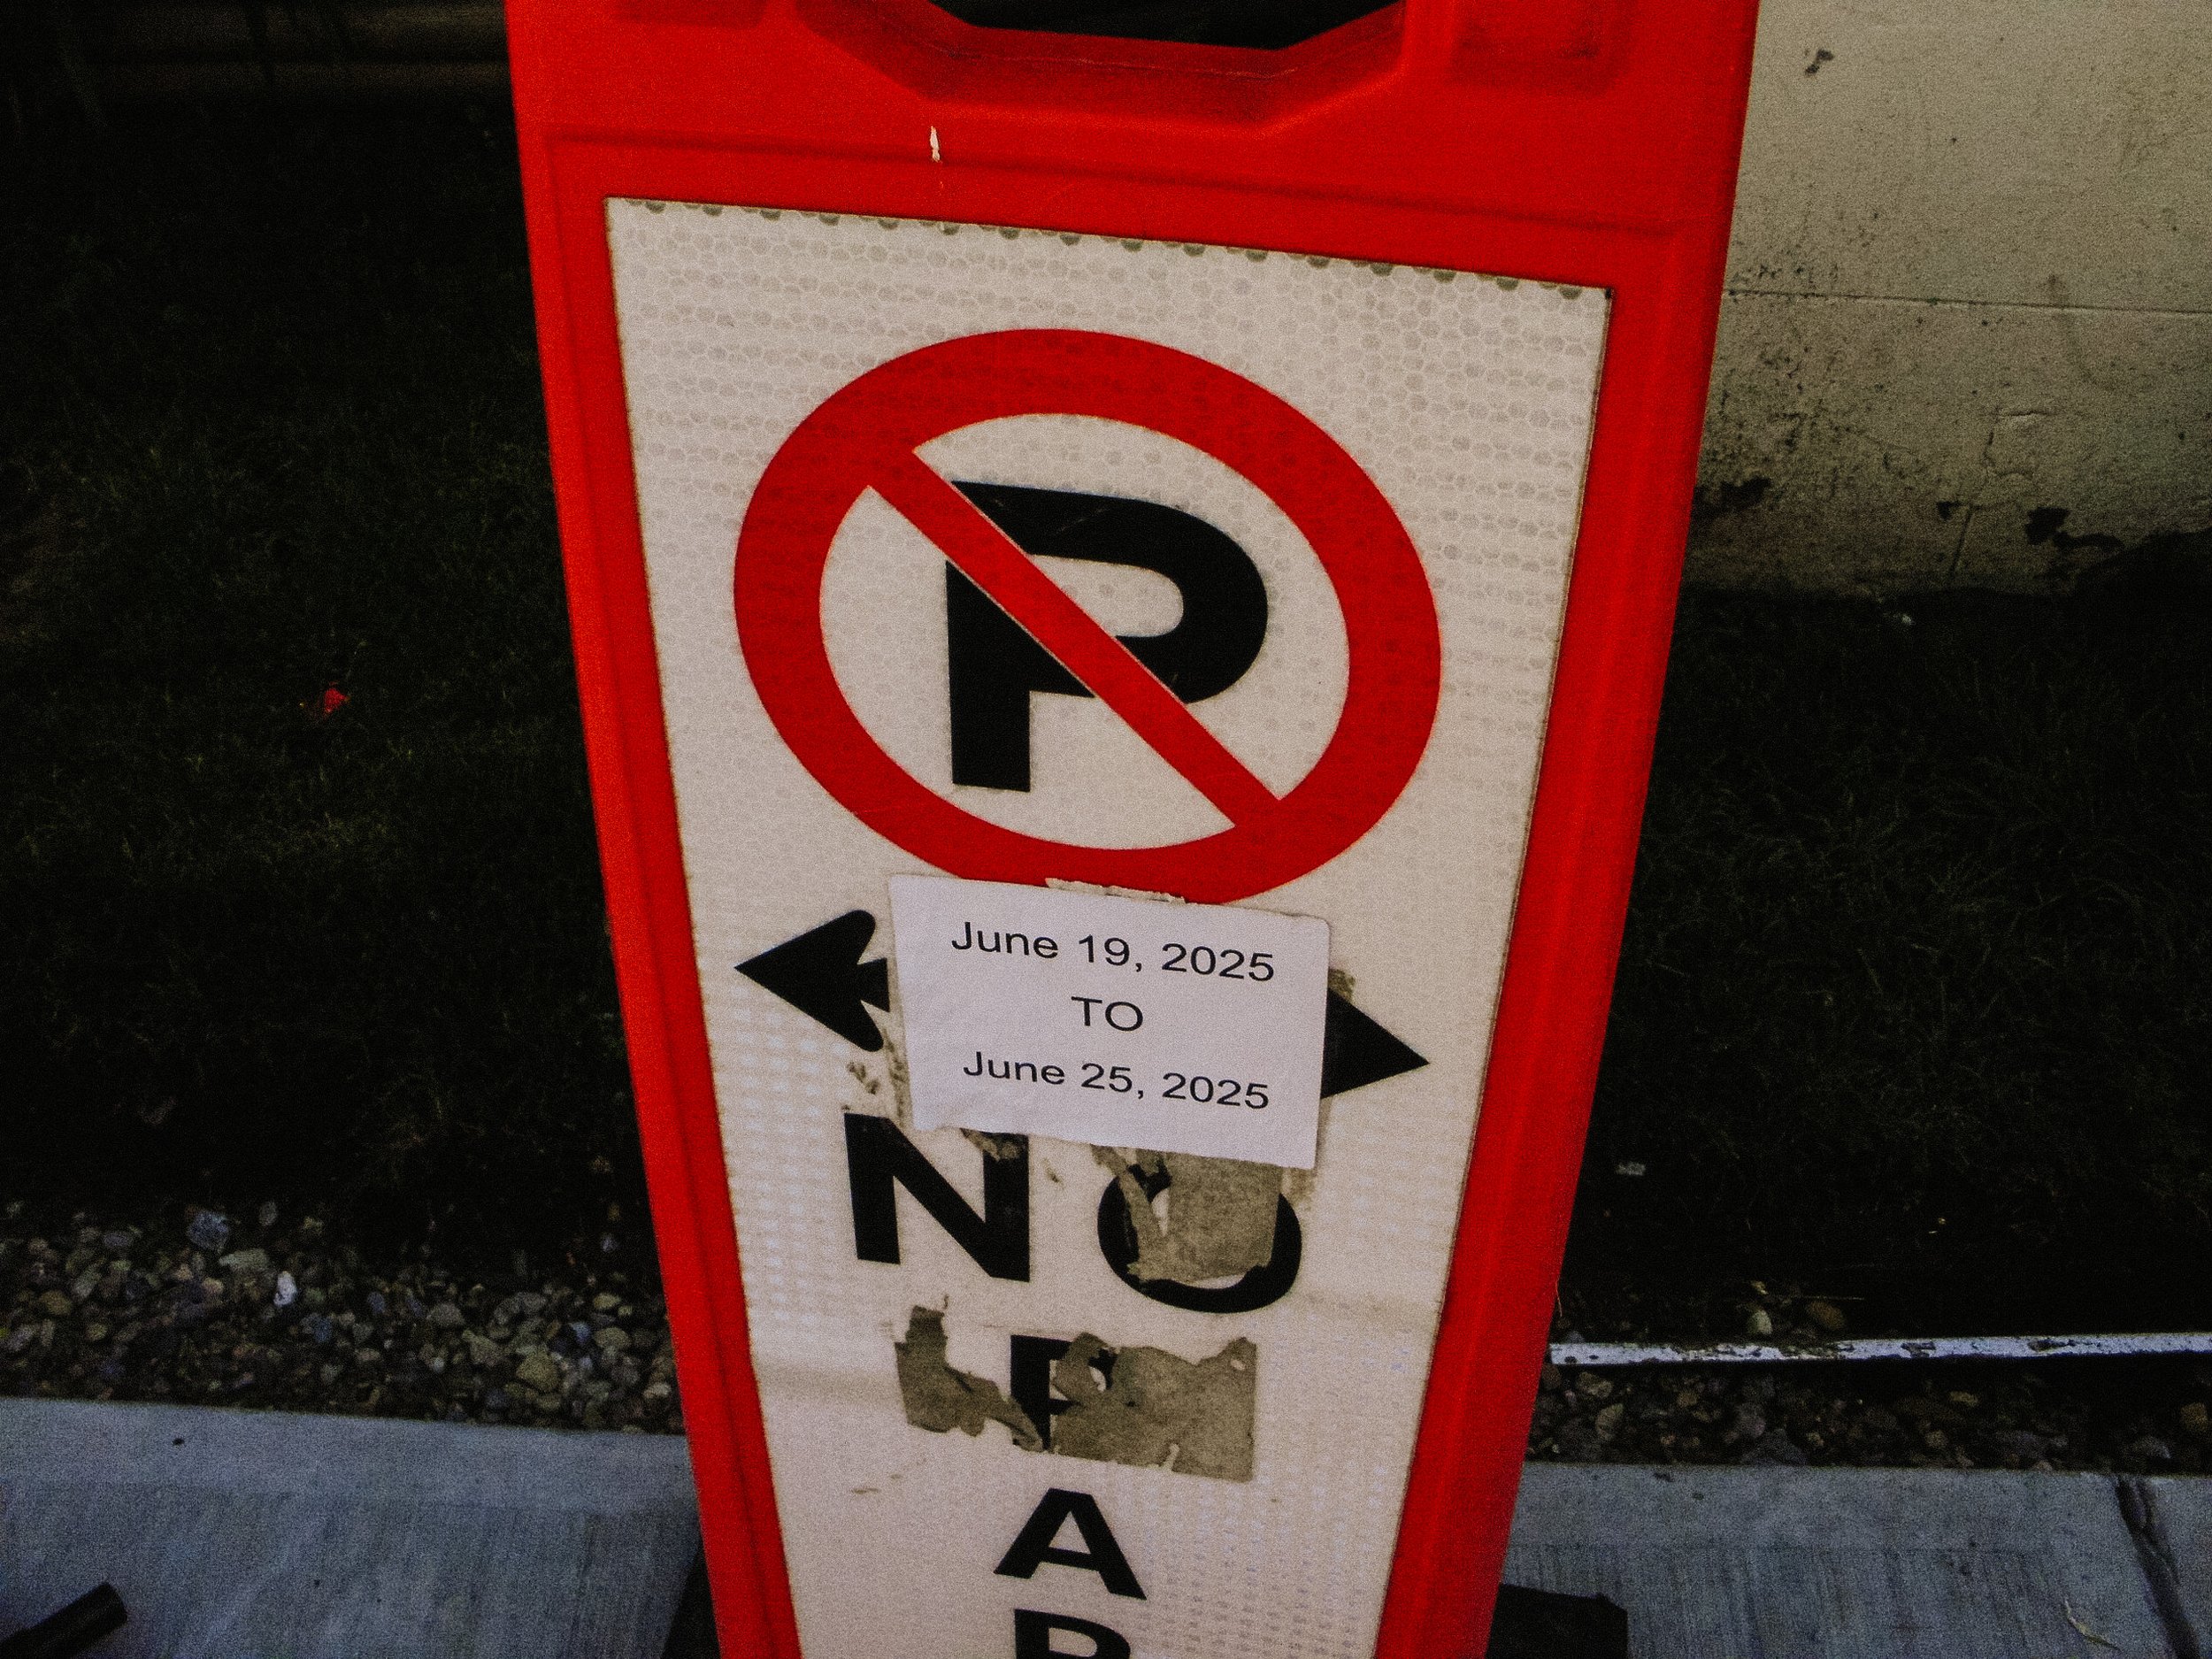 P
June 19, 2025
TO
June 25, 2025
NO
P
A
R